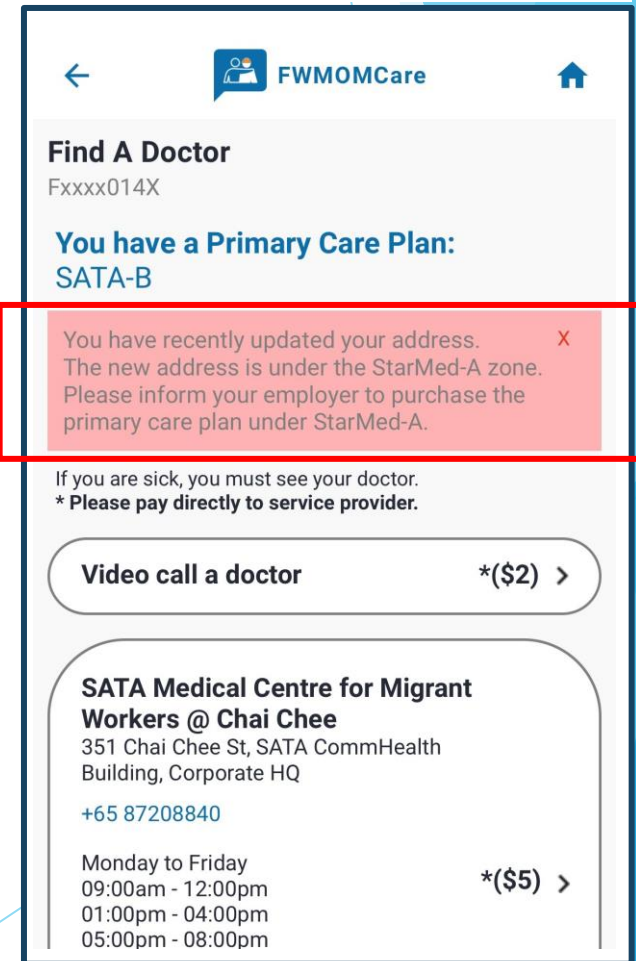 FWMOMCare
Find A Doctor
Fxxxx014X
You have a Primary Care Plan:
SATA-B
You have recently updated your address. X
The new address is under the StarMed-A zone.
Please inform your employer to purchase the
primary care plan under StarMed-A.
If you are sick, you must see your doctor.
* Please pay directly to service provider.
Video call a doctor *($2) >
SATA Medical Centre for Migrant
Workers @ Chai Chee
351 Chai Chee St, SATA CommHealth
Building, Corporate HQ
+65 87208840
Monday to Friday
09:00am - 12:00pm *($5) >
01:00pm - 04:00pm
05:00pm - 08:00pm